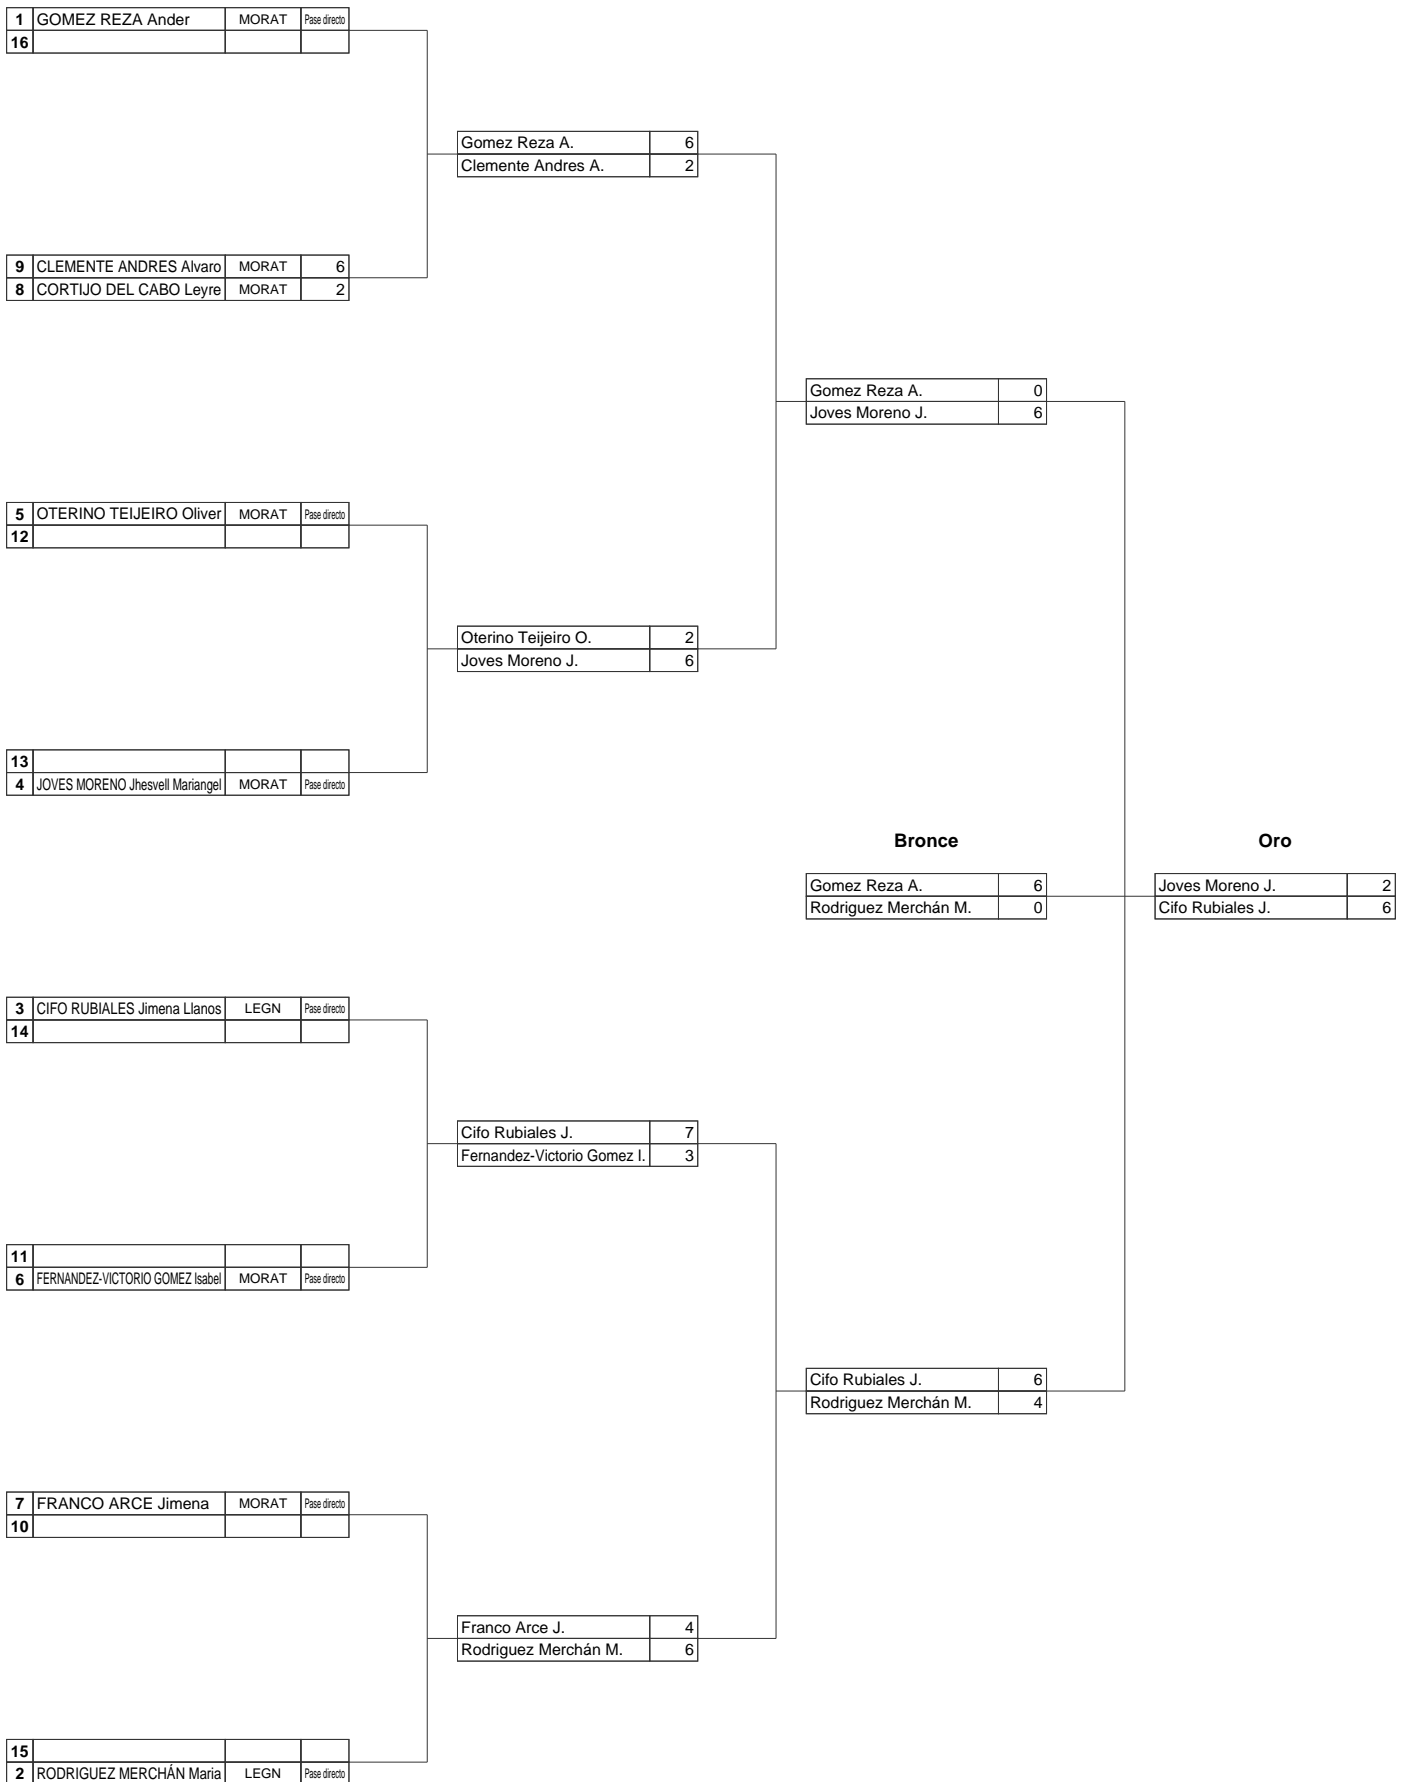 1 GOMEZ REZA Ander MORAT Pase directo
16
Gomez Reza A. 6
Clemente Andres A. 2
9 CLEMENTE ANDRES Alvaro MORAT 6
8 CORTIJO DEL CABO Leyre MORAT 2
Gomez Reza A. 0
Joves Moreno J. 6
5 OTERINO TEIJEIRO Oliver MORAT Pase directo
12
Oterino Teijeiro O. 2
Joves Moreno J. 6
13
4 JOVES MORENO Jhesvell Mariangel MORAT Pase directo
Bronce Oro
Gomez Reza A. 6 Joves Moreno J. 2
Rodriguez Merchán M. 0 Cifo Rubiales J. 6
3 CIFO RUBIALES Jimena Llanos LEGN Pase directo
14
Cifo Rubiales J. 7
Fernandez-Victorio Gomez I. 3
11
6 FERNANDEZ-VICTORIO GOMEZ Isabel MORAT Pase directo
Cifo Rubiales J. 6
Rodriguez Merchán M. 4
7 FRANCO ARCE Jimena MORAT Pase directo
10
Franco Arce J. 4
Rodriguez Merchán M. 6
15
2 RODRIGUEZ MERCHÁN Maria LEGN Pase directo